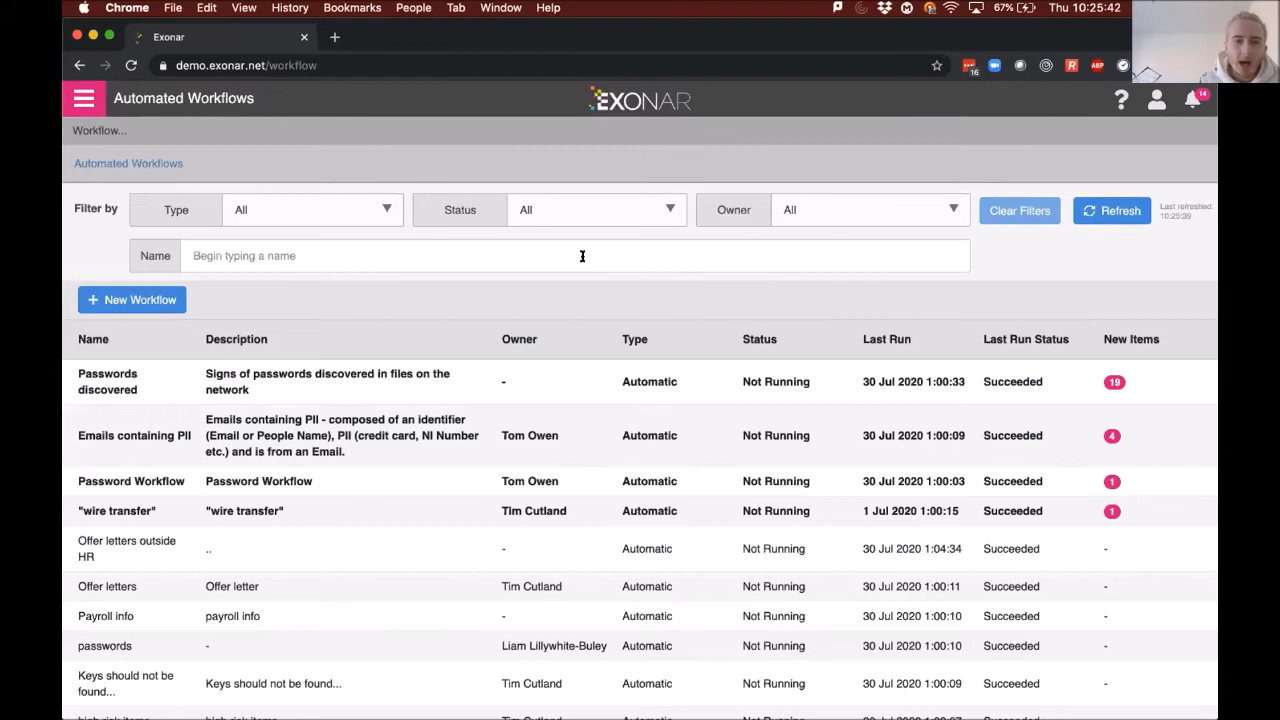 Chrome File Edit View History Bookmarks People Tab Window Help 67% Thu 10:25:42
Exonar
demo.exonar.net/workflow
16 R ABP
Automated Workflows EXONAR ? 14
Workflow...
Automated Workflows
Filter by Type All Status All Owner All Clear Filters Refresh Last refreshed:
10:25:39
Name Begin typing a name
+ New Workflow
Name Description Owner Type Status Last Run Last Run Status New Items
Passwords
discovered
Signs of passwords discovered in files on the
network
- Automatic Not Running 30 Jul 2020 1:00:33 Succeeded 19
Emails containing PII
Emails containing PII - composed of an identifier
(Email or People Name), PII (credit card, NI Number
etc.) and is from an Email.
Tom Owen Automatic Not Running 30 Jul 2020 1:00:09 Succeeded 4
Password Workflow Password Workflow Tom Owen Automatic Not Running 30 Jul 2020 1:00:03 Succeeded 1
"wire transfer" "wire transfer" Tim Cutland Automatic Not Running 1 Jul 2020 1:00:15 Succeeded 1
Offer letters outside
HR
.. - Automatic Not Running 30 Jul 2020 1:04:34 Succeeded -
Offer letters Offer letter Tim Cutland Automatic Not Running 30 Jul 2020 1:00:11 Succeeded -
Payroll info payroll info - Automatic Not Running 30 Jul 2020 1:00:10 Succeeded -
passwords - Liam Lillywhite-Buley Automatic Not Running 30 Jul 2020 1:00:10 Succeeded -
Keys should not be
found...
Keys should not be found... Tim Cutland Automatic Not Running 30 Jul 2020 1:00:09 Succeeded -